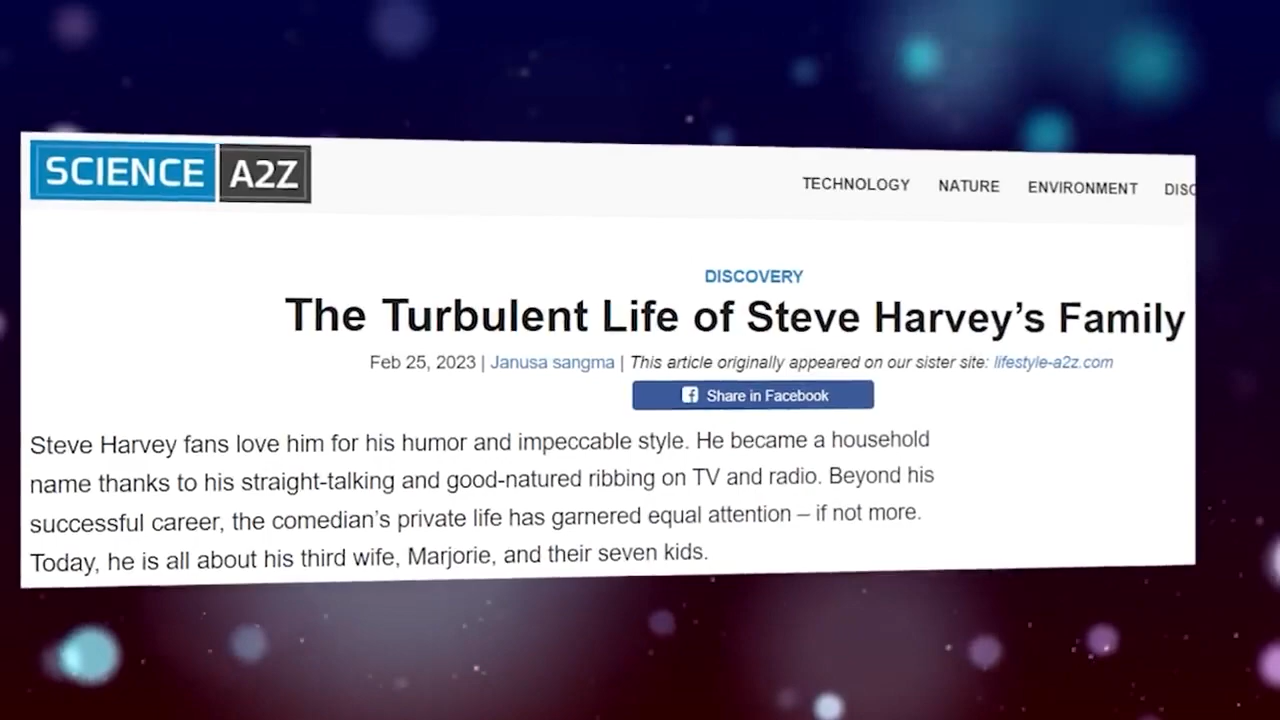 SCIENCE A2Z
TECHNOLOGY NATURE ENVIRONMENT DISC
DISCOVERY
The Turbulent Life of Steve Harvey’s Family
Feb 25, 2023 | Janusa sangma | This article originally appeared on our sister site: lifestyle-a2z.com
Share in Facebook
Steve Harvey fans love him for his humor and impeccable style. He became a household
name thanks to his straight-talking and good-natured ribbing on TV and radio. Beyond his
successful career, the comedian’s private life has garnered equal attention – if not more.
Today, he is all about his third wife, Marjorie, and their seven kids.